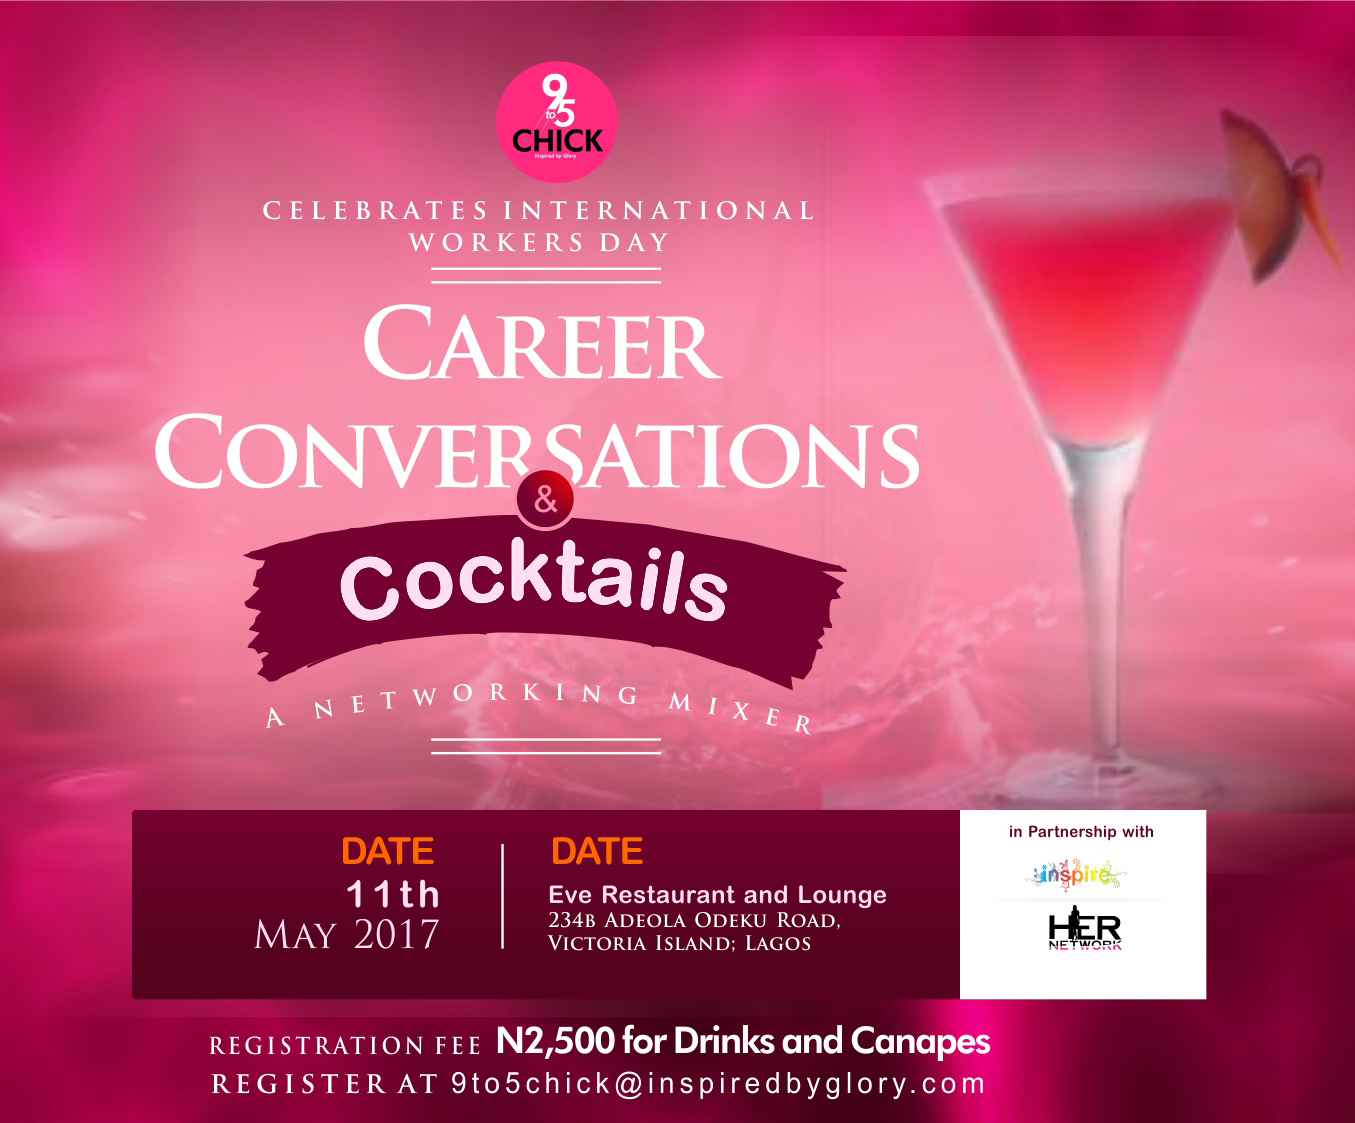 9
to 5
CHICK
Inspired by Glory
CELEBRATES INTERNATIONAL
WORKERS DAY
CAREER
CONVERSATIONS
&
Cocktails
A NETWORKING MIXER
DATE
11th
MAY 2017
DATE
Eve Restaurant and Lounge
234B ADEOLA ODEKU ROAD,
VICTORIA ISLAND; LAGOS
in Partnership with
inspire
HER
NETWORK
REGISTRATION FEE N2,500 for Drinks and Canapes
REGISTER AT 9to5chick@inspiredbyglory.com